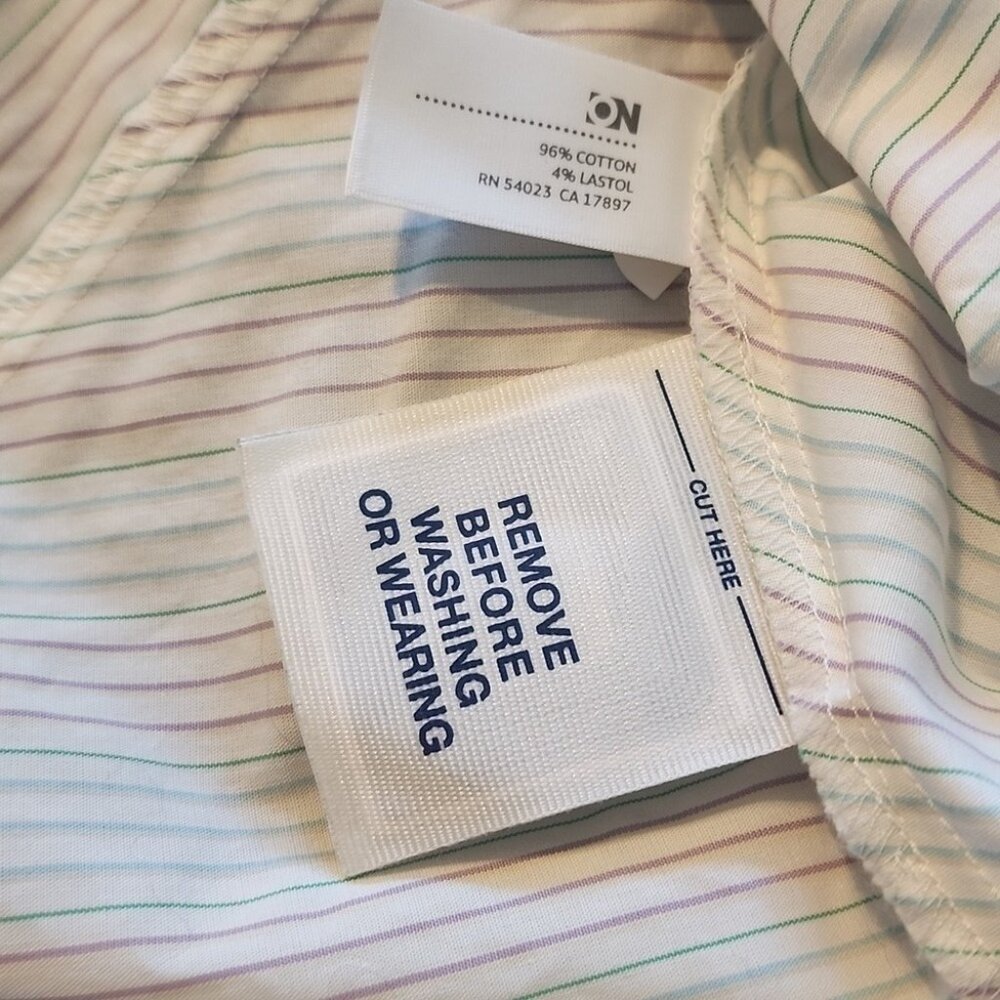 ON
96% COTTON
4% LASTOL
RN 54023 CA 17897
CUT HERE
REMOVE
BEFORE
WASHING
OR WEARING